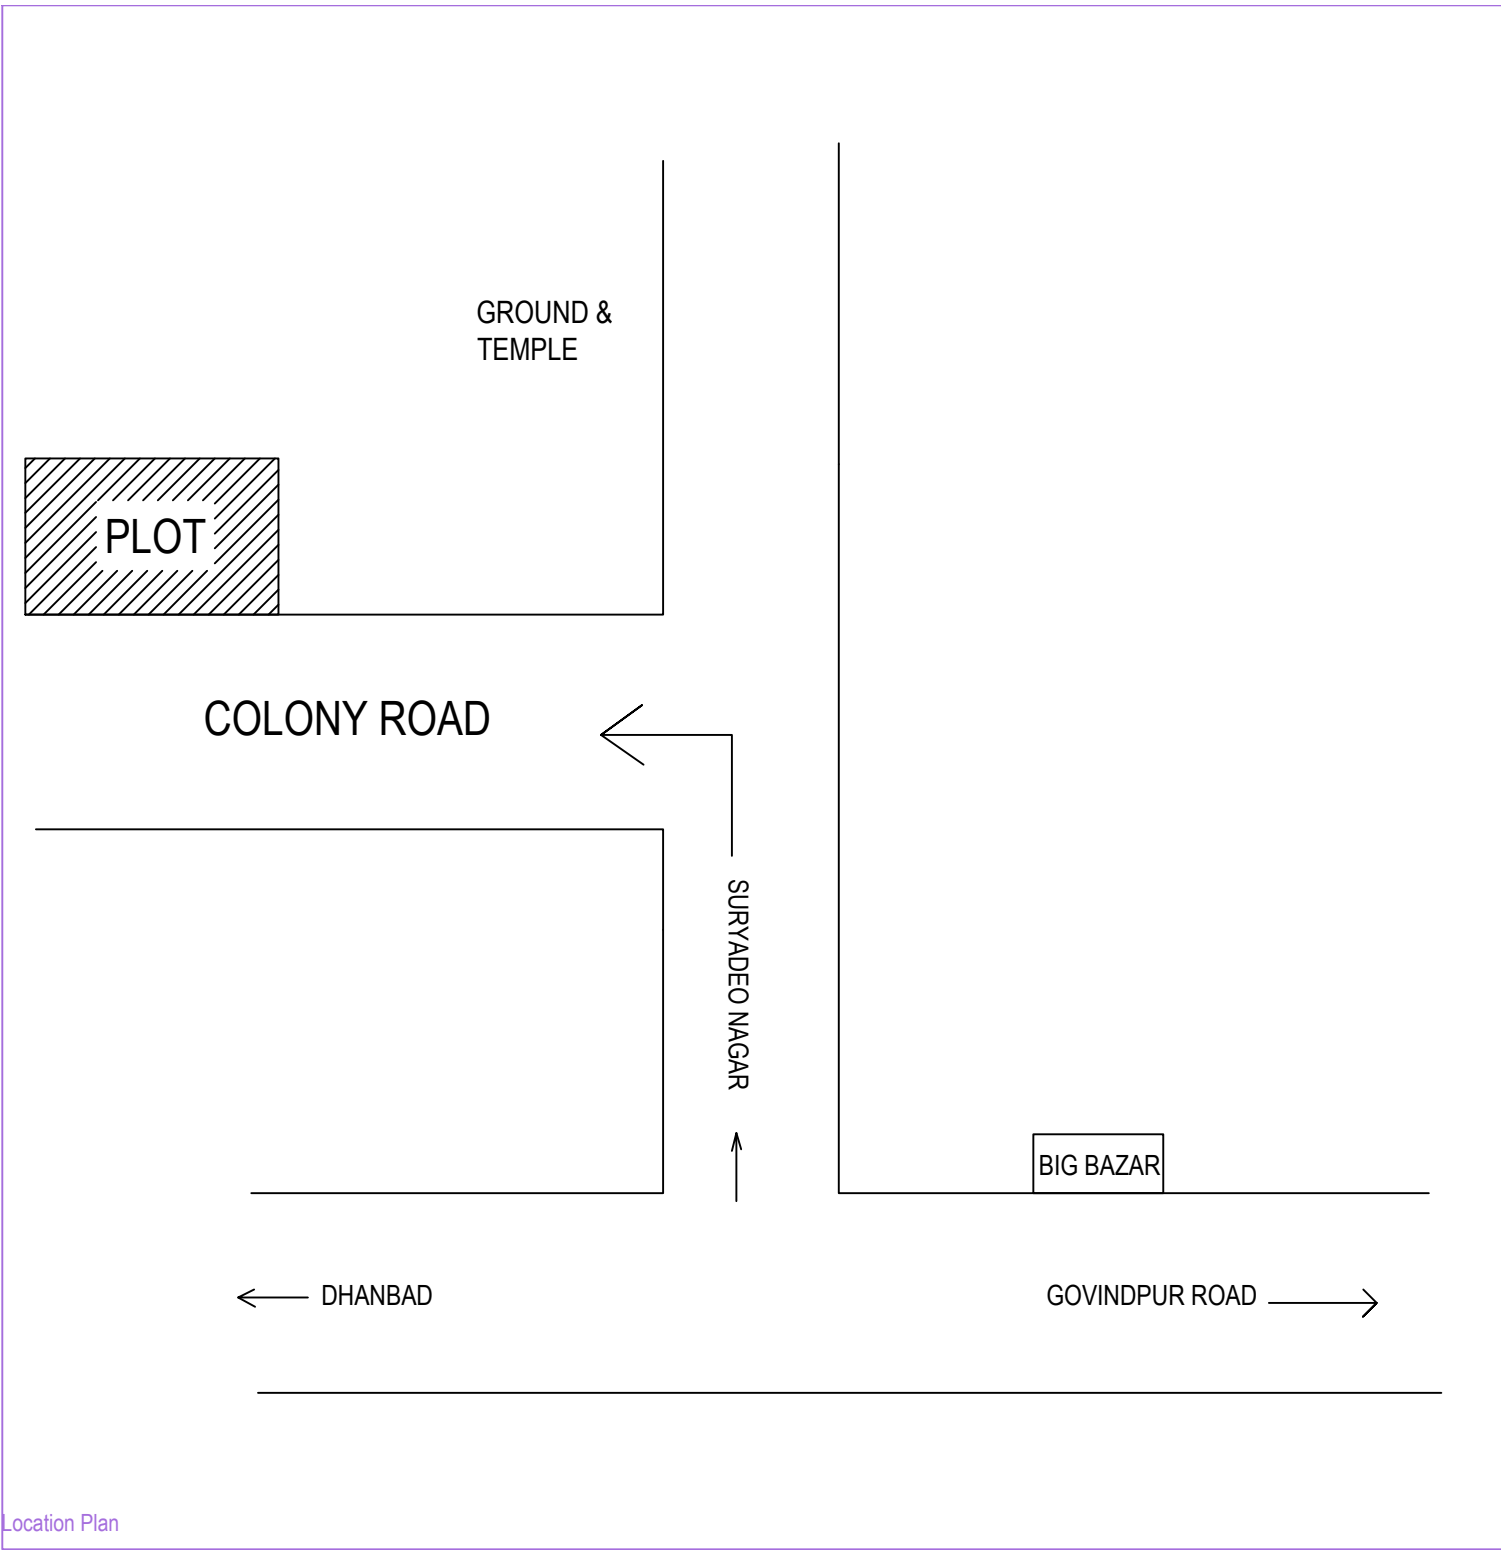 GROUND &
TEMPLE
PLOT
COLONY ROAD
SURYADEO NAGAR
BIG BAZAR
DHANBAD
GOVINDPUR ROAD
Location Plan